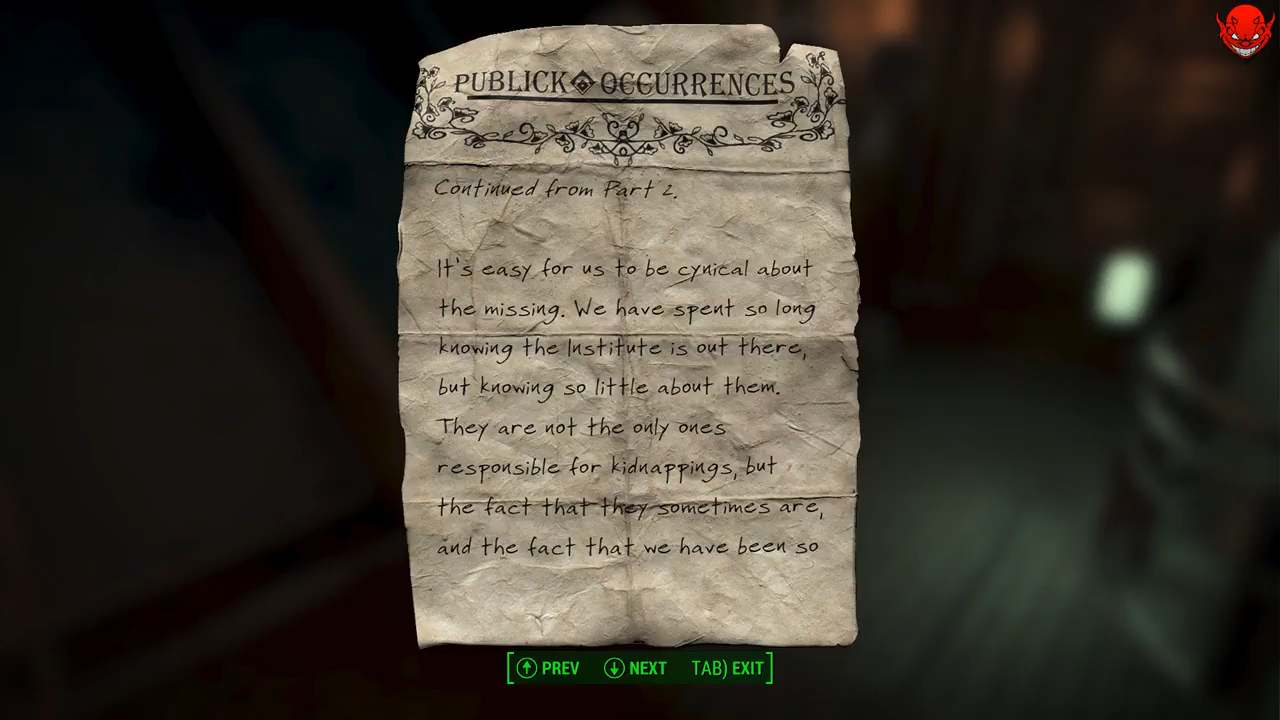 PUBLICK OCCURRENCES
Continued from Part 2.
It's easy for us to be cynical about
the missing. We have spent so long
knowing the Institute is out there,
but knowing so little about them.
They are not the only ones
responsible for kidnappings, but
the fact that they sometimes are,
and the fact that we have been so
PREV NEXT TAB) EXIT